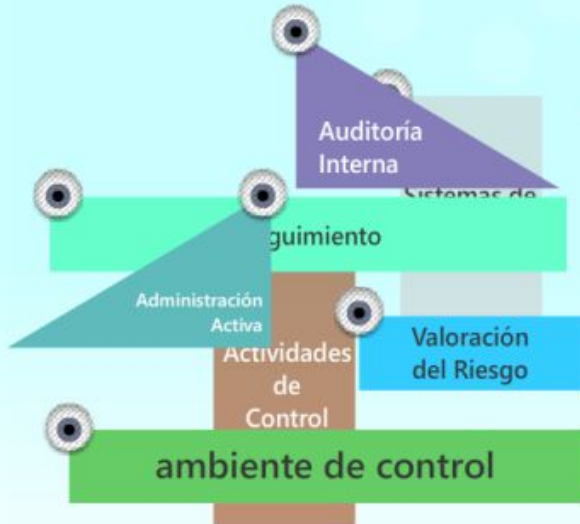 Auditoría
Interna
Sistemas de
guimiento
Administración
Activa
Valoración
del Riesgo
Actividades
de
Control
ambiente de control